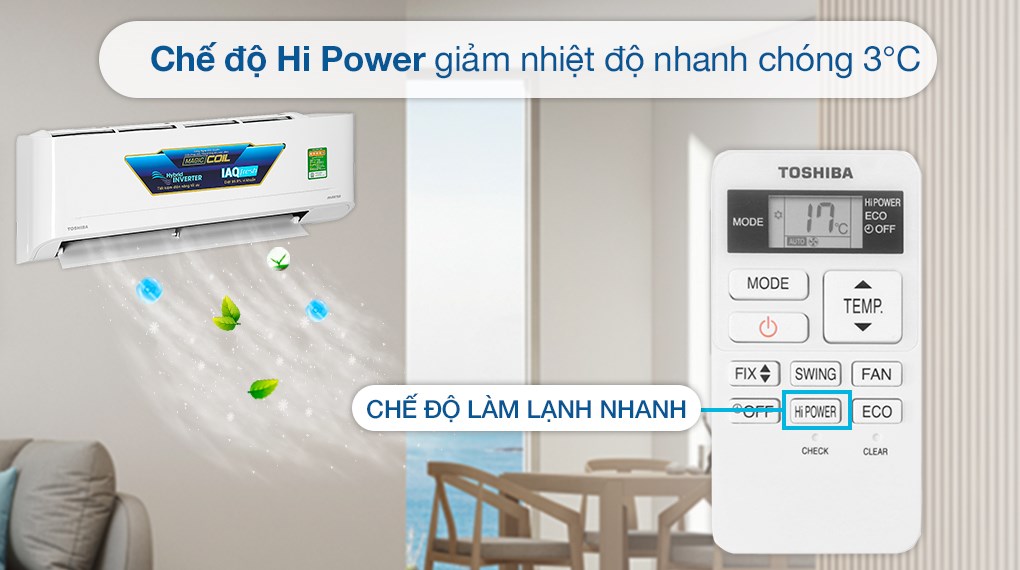 Chế độ Hi Power giảm nhiệt độ nhanh chóng 3°C
MAGIC COIL
Hybrid INVERTER
IAQ fresh
TOSHIBA
TOSHIBA
MODE
17°C
AUTO
Hi POWER
ECO
OFF
MODE
TEMP.
FIX
SWING
FAN
CHẾ ĐỘ LÀM LẠNH NHANH
OFF
Hi POWER
ECO
CHECK
CLEAR